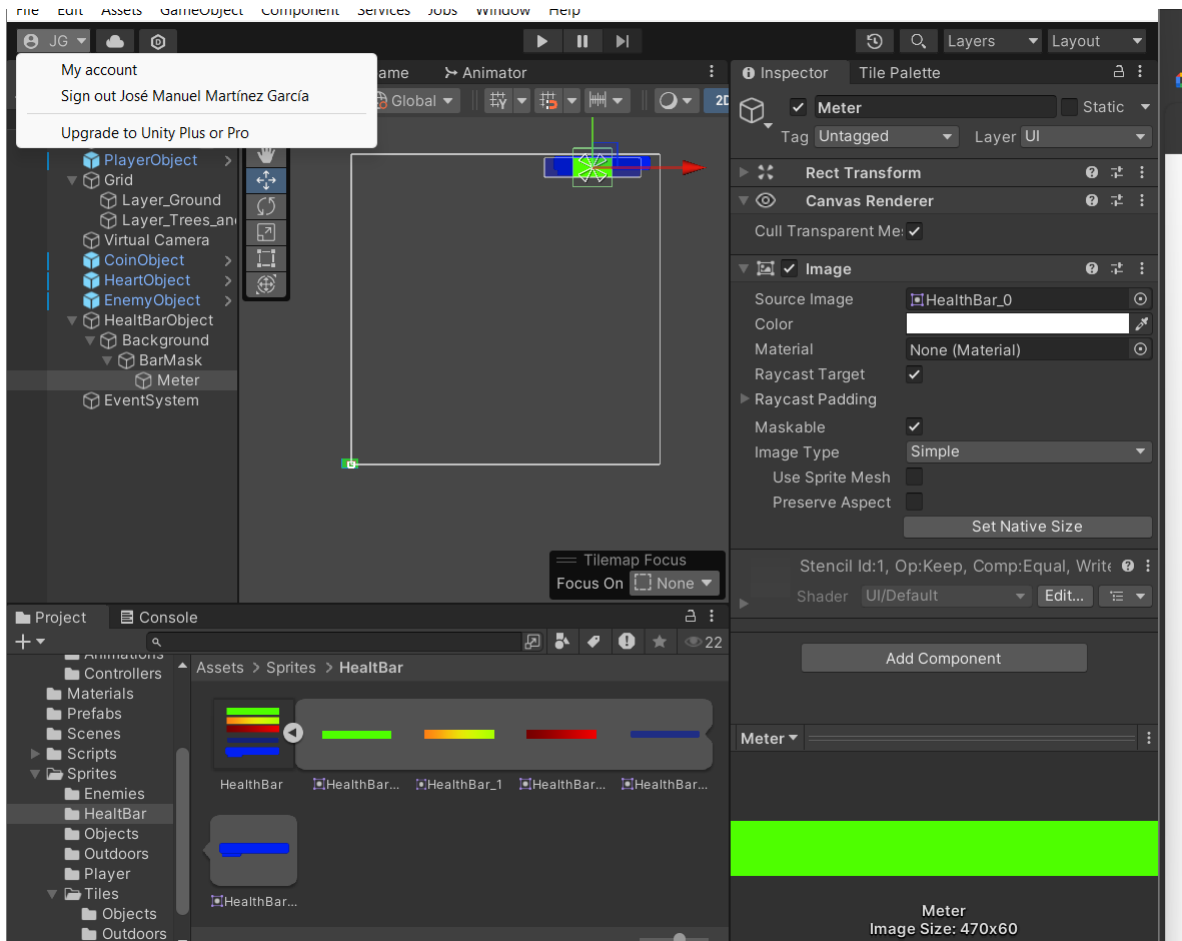 File Edit Assets GameObject Component Services Jobs Window Help
JG
Layers
Layout
My account
Sign out José Manuel Martínez García
Upgrade to Unity Plus or Pro
ame
Animator
Global
2D
PlayerObject
Grid
Layer_Ground
Layer_Trees_an
Virtual Camera
CoinObject
HeartObject
EnemyObject
HealtBarObject
Background
BarMask
Meter
EventSystem
Tilemap Focus
Focus On None
Inspector
Tile Palette
Meter
Static
Tag Untagged
Layer UI
Rect Transform
Canvas Renderer
Cull Transparent Me
Image
Source Image HealthBar_0
Color
Material None (Material)
Raycast Target
Raycast Padding
Maskable
Image Type Simple
Use Sprite Mesh
Preserve Aspect
Set Native Size
Stencil Id:1, Op:Keep, Comp:Equal, Write
Shader UI/Default Edit...
Add Component
Project
Console
22
Animations
Controllers
Materials
Prefabs
Scenes
Scripts
Sprites
Enemies
HealtBar
Objects
Outdoors
Player
Tiles
Objects
Outdoors
Assets > Sprites > HealtBar
HealthBar
HealthBar...
HealthBar_1
HealthBar...
HealthBar...
HealthBar...
Meter
Meter
Image Size: 470x60